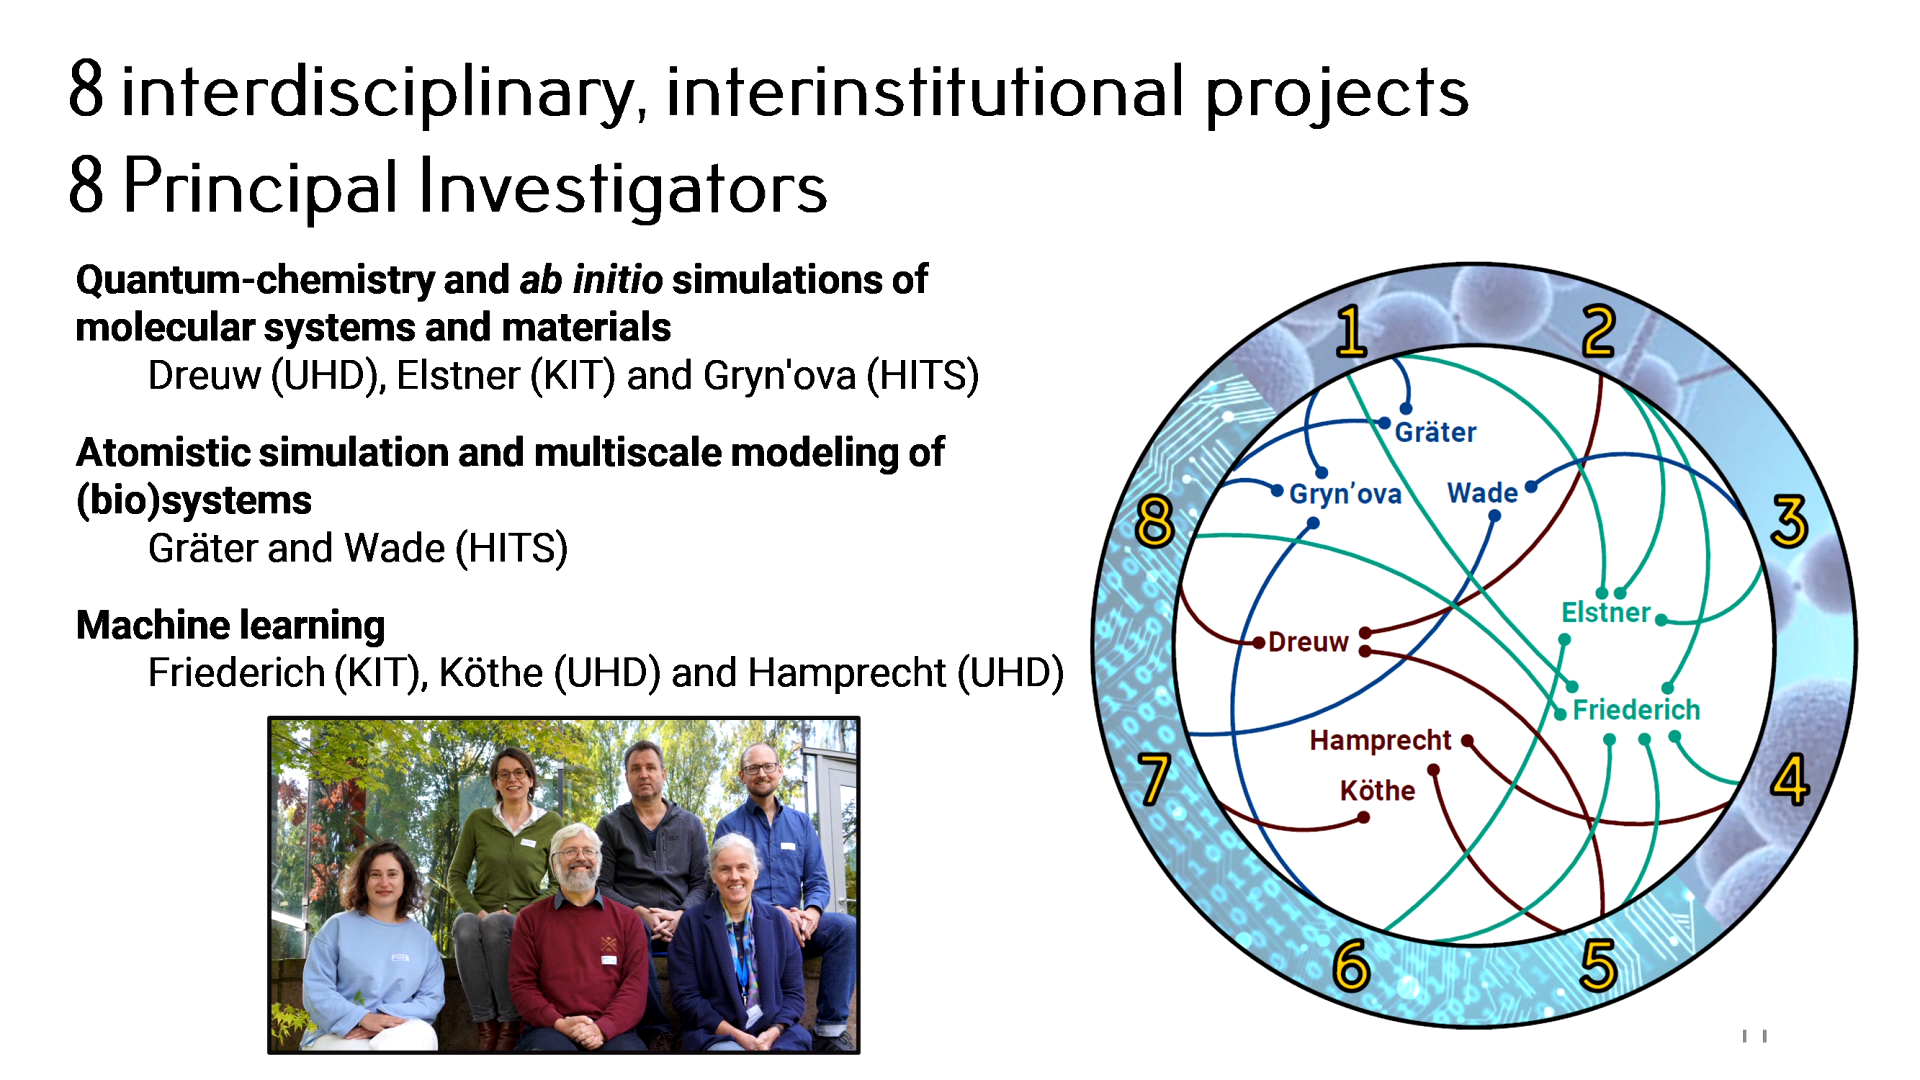 8 interdisciplinary, interinstitutional projects
8 Principal Investigators
Quantum-chemistry and ab initio simulations of
molecular systems and materials
Dreuw (UHD), Elstner (KIT) and Gryn'ova (HITS)
Atomistic simulation and multiscale modeling of
(bio)systems
Gräter and Wade (HITS)
Machine learning
Friederich (KIT), Köthe (UHD) and Hamprecht (UHD)
1
2
3
4
5
6
7
8
Gräter
Gryn’ova
Wade
Elstner
Dreuw
Friederich
Hamprecht
Köthe